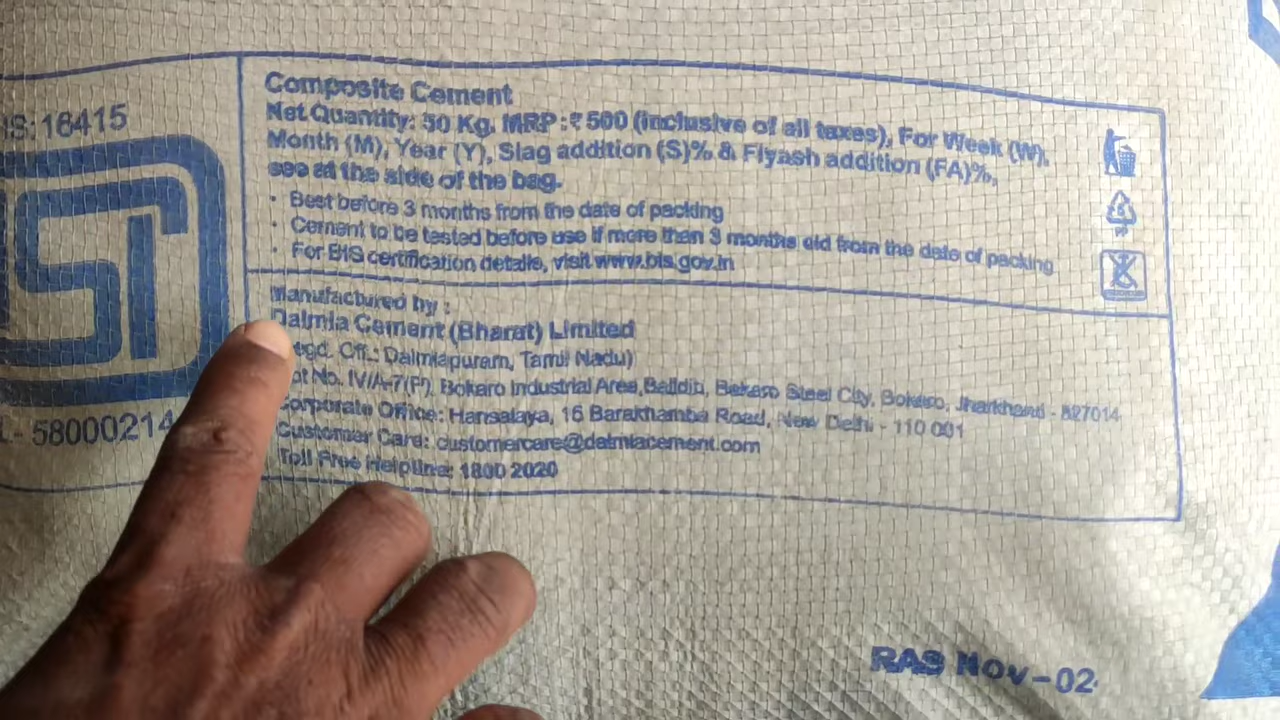 IS: 16415
Composite Cement
Net Quantity: 50 Kg. MRP :₹ 500 (inclusive of all taxes), For Week (W),
Month (M), Year (Y), Slag addition (S)% & Flyash addition (FA)%,
see at the side of the bag.
• Best before 3 months from the date of packing
• Cement to be tested before use if more than 3 months old from the date of packing
• For BIS certification details, visit www.bis.gov.in
PP
Manufactured by :
Dalmia Cement (Bharat) Limited
egd. Off.: Dalmiapuram, Tamil Nadu)
ot No. IV/A-7(P), Bokaro Industrial Area, Balidih, Bokaro Steel City, Bokaro, Jharkhand - 827014
Corporate Office: Hansalaya, 15 Barakhamba Road, New Delhi - 110 001
L- 58000214
Customer Care: customercare@dalmiacement.com
Toll Free Helpline: 1800 2020
RAS Nov-02